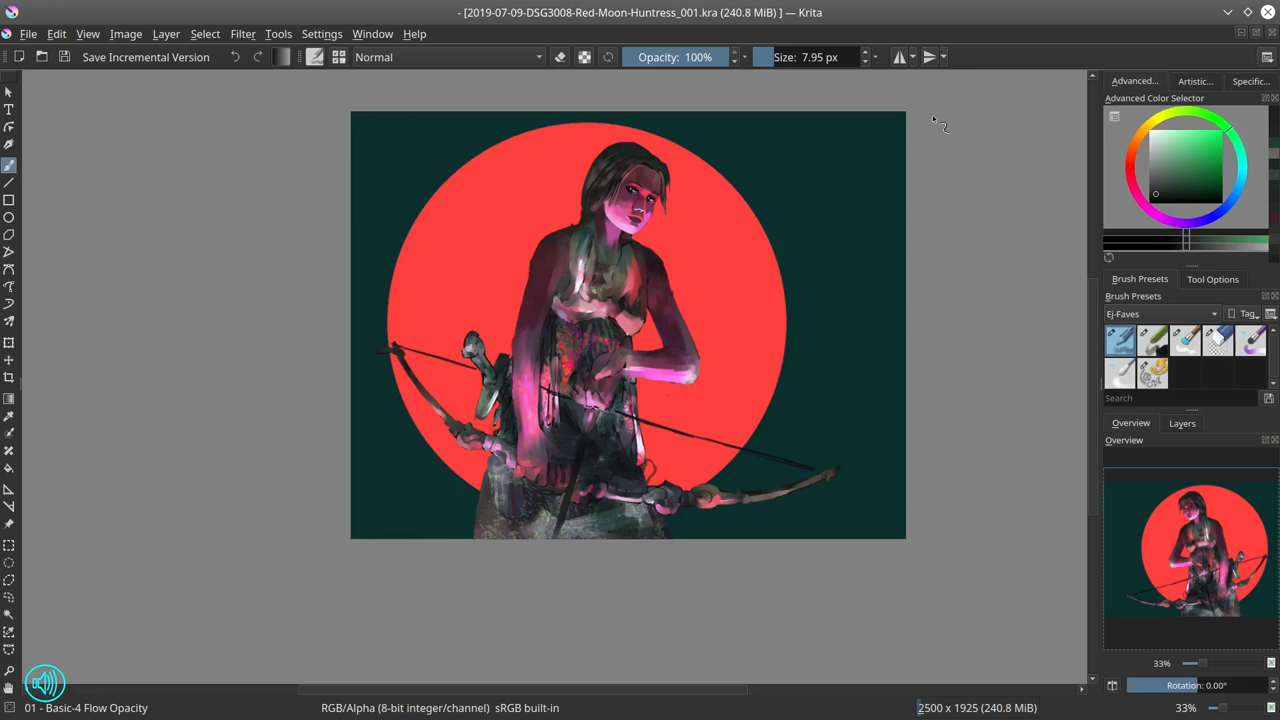 - [2019-07-09-DSG3008-Red-Moon-Huntress_001.kra (240.8 MiB) ] — Krita
File Edit View Image Layer Select Filter Tools Settings Window Help
Save Incremental Version Normal Opacity: 100% Size: 7.95 px
Advanced... Artistic... Specific...
Advanced Color Selector
Brush Presets Tool Options
Brush Presets
Ej-Faves Tag
Search
Overview Layers
Overview
33%
Rotation: 0.00°
01 - Basic-4 Flow Opacity RGB/Alpha (8-bit integer/channel) sRGB built-in 2500 x 1925 (240.8 MiB) 33%